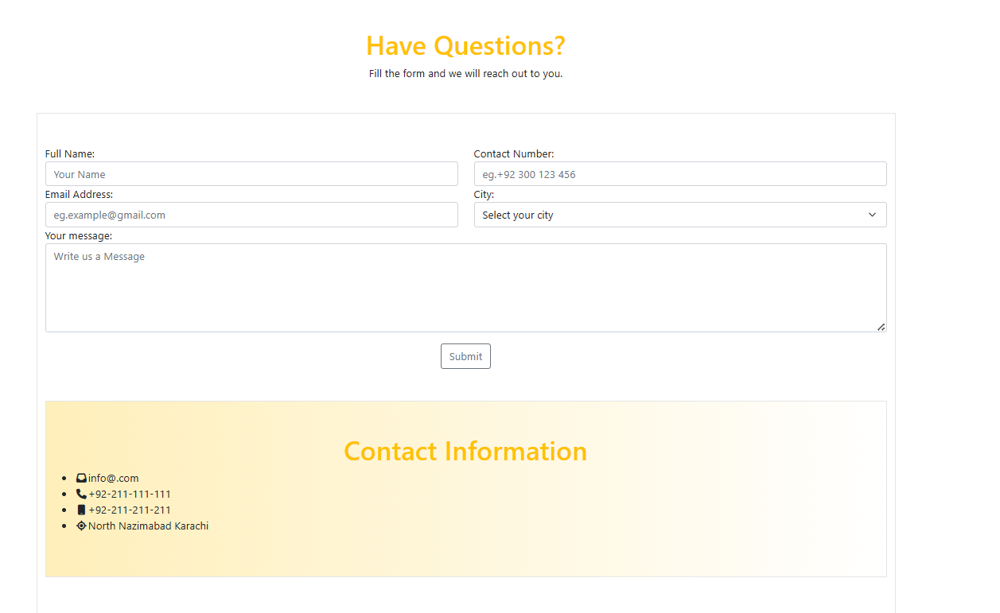 Have Questions?
Fill the form and we will reach out to you.
Full Name:
Contact Number:
Your Name
eg.+92 300 123 456
Email Address:
City:
eg.example@gmail.com
Select your city
Your message:
Write us a Message
Submit
Contact Information
info@.com
+92-211-111-111
+92-211-211-211
North Nazimabad Karachi